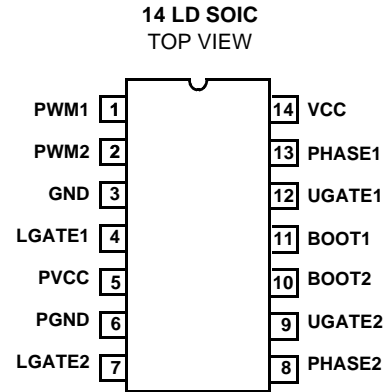 14 LD SOIC
TOP VIEW
PWM1 1 14 VCC
PWM2 2 13 PHASE1
GND 3 12 UGATE1
LGATE1 4 11 BOOT1
PVCC 5 10 BOOT2
PGND 6 9 UGATE2
LGATE2 7 8 PHASE2